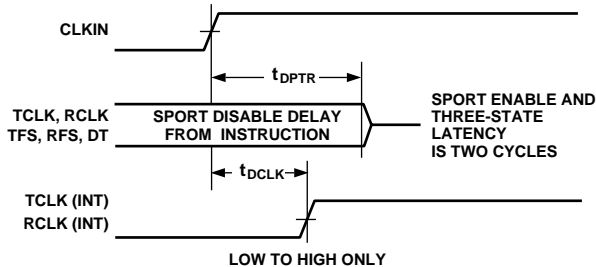 CLKIN
tDPTR
TCLK, RCLK
TFS, RFS, DT
SPORT DISABLE DELAY
FROM INSTRUCTION
SPORT ENABLE AND
THREE-STATE
LATENCY
IS TWO CYCLES
tDCLK
TCLK (INT)
RCLK (INT)
LOW TO HIGH ONLY